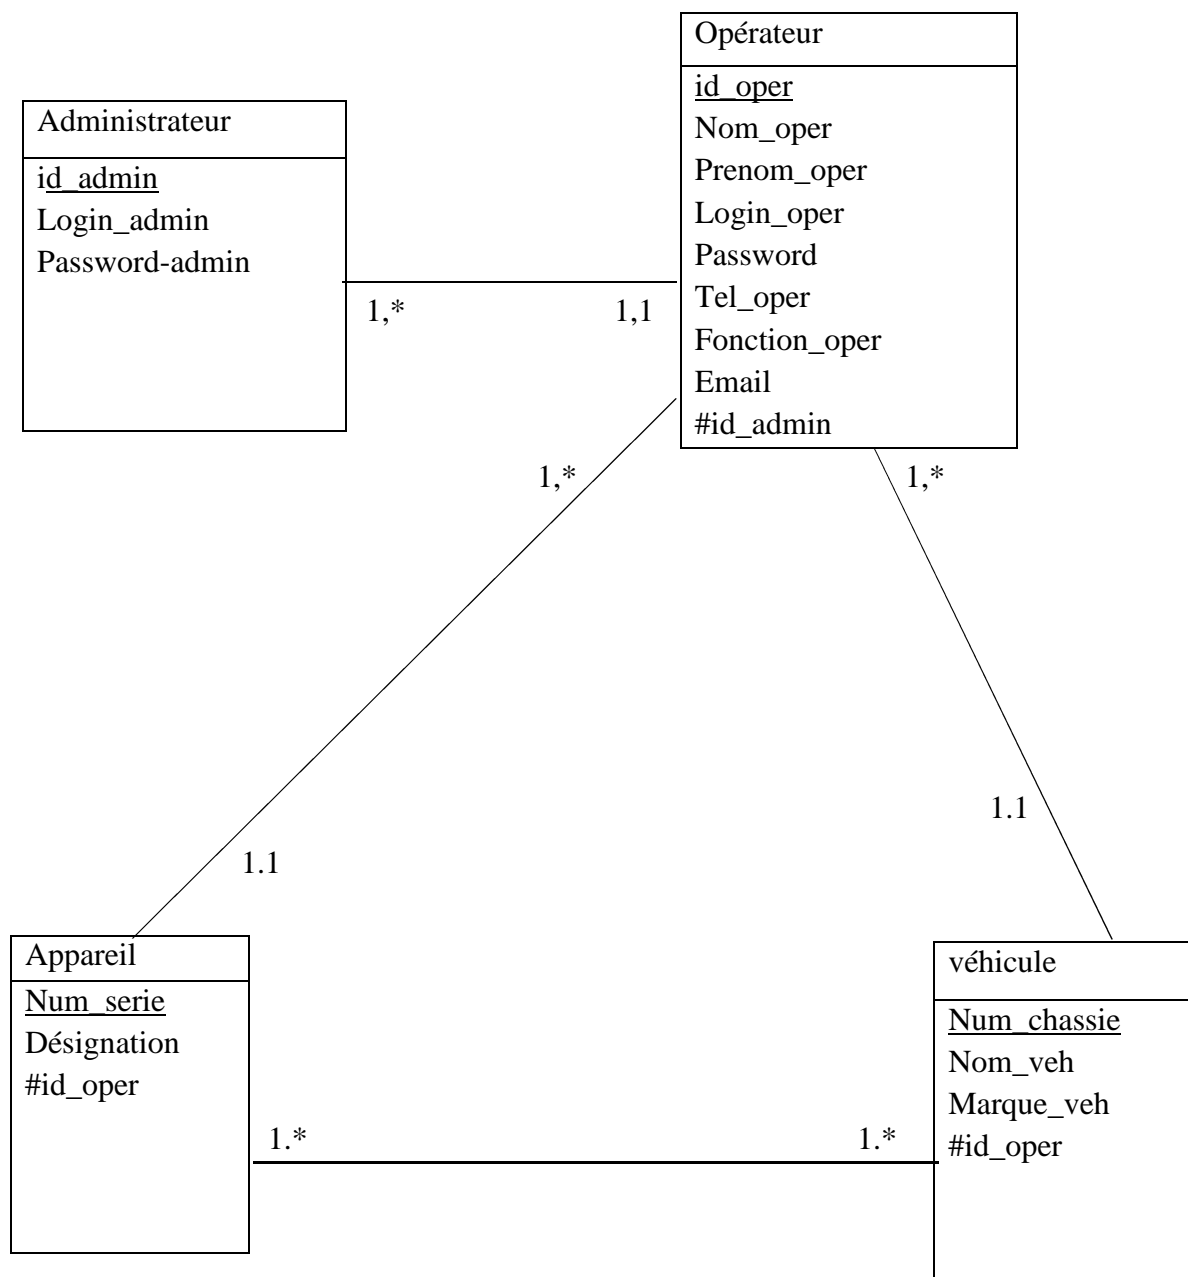 Opérateur
id_oper
Nom_oper
Prenom_oper
Login_oper
Password
Tel_oper
Fonction_oper
Email
#id_admin
Administrateur
id_admin
Login_admin
Password-admin
1,*
1,1
1,*
1,*
1.1
1.1
Appareil
Num_serie
Désignation
#id_oper
véhicule
Num_chassie
Nom_veh
Marque_veh
#id_oper
1.*
1.*